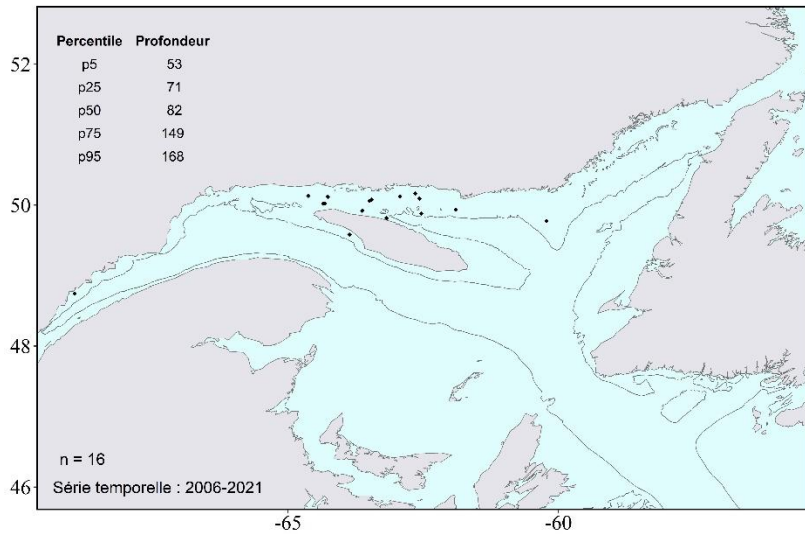 Percentile Profondeur
p5 53
p25 71
p50 82
p75 149
p95 168
52
50
48
46
n = 16
Série temporelle : 2006-2021
-65 -60